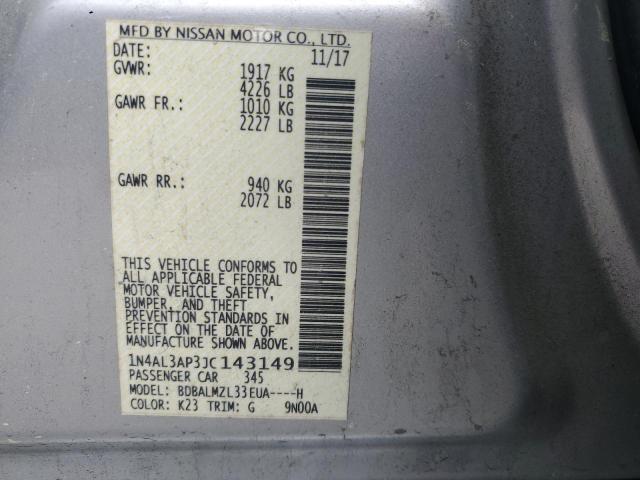 MFD BY NISSAN MOTOR CO., LTD.
DATE: 11/17
GVWR: 1917 KG
4226 LB
GAWR FR.: 1010 KG
2227 LB
GAWR RR.: 940 KG
2072 LB
THIS VEHICLE CONFORMS TO
ALL APPLICABLE FEDERAL
MOTOR VEHICLE SAFETY,
BUMPER, AND THEFT
PREVENTION STANDARDS IN
EFFECT ON THE DATE OF
MANUFACTURE SHOWN ABOVE.
1N4AL3AP3JC143149
PASSENGER CAR 345
MODEL: BDBALMZL33EUA----H
COLOR: K23 TRIM: G 9N00A